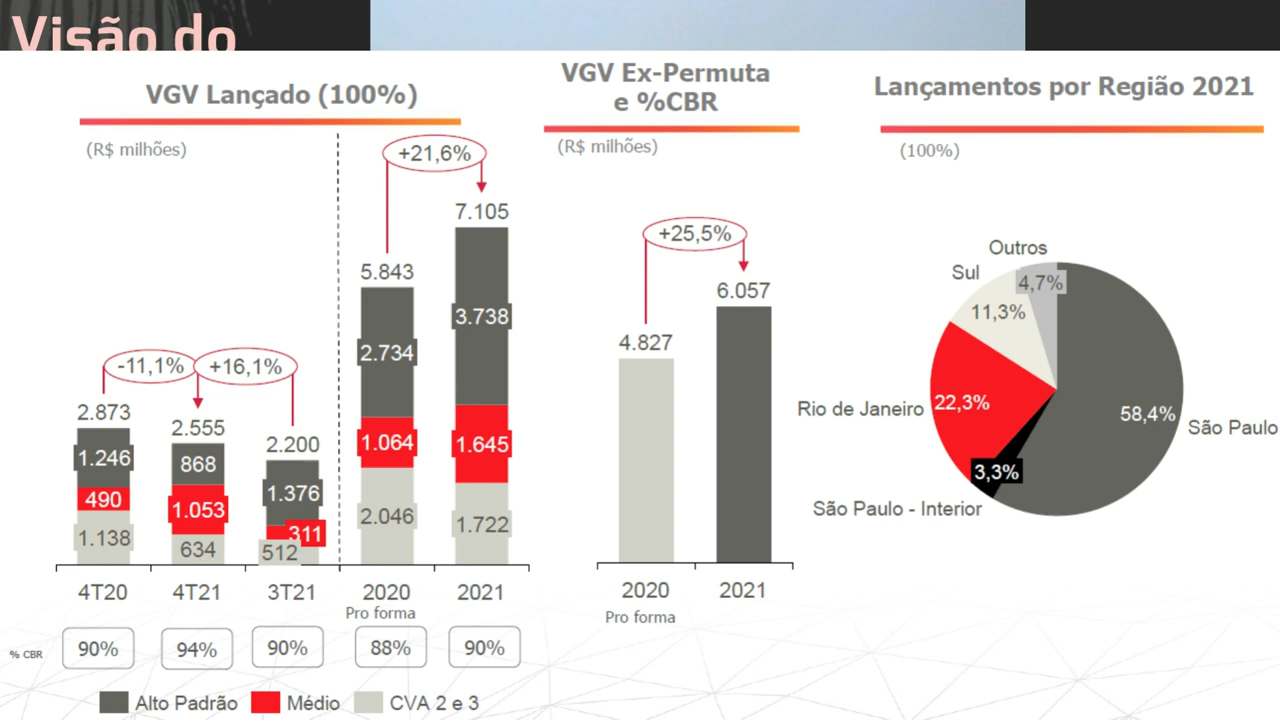 Visão do
VGV Lançado (100%)
(R$ milhões)
-11,1%
+16,1%
+21,6%
2.873
1.246
490
1.138
2.555
868
1.053
634
2.200
1.376
311
512
5.843
2.734
1.064
2.046
7.105
3.738
1.645
1.722
4T20
4T21
3T21
2020
Pro forma
2021
% CBR
90%
94%
90%
88%
90%
Alto Padrão
Médio
CVA 2 e 3
VGV Ex-Permuta
e %CBR
(R$ milhões)
+25,5%
4.827
6.057
2020
Pro forma
2021
Lançamentos por Região 2021
(100%)
Outros
4,7%
Sul
11,3%
Rio de Janeiro
22,3%
58,4%
São Paulo
3,3%
São Paulo - Interior